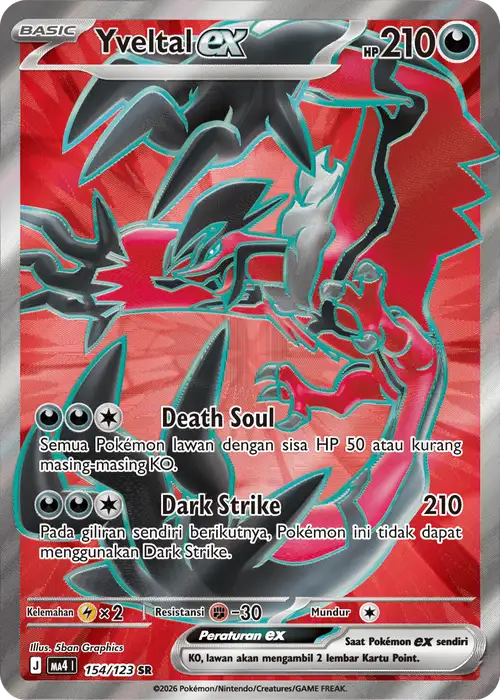 BASIC
Yveltal ex
HP 210
Death Soul
Semua Pokémon lawan dengan sisa HP 50 atau kurang
masing-masing KO.
Dark Strike 210
Pada giliran sendiri berikutnya, Pokémon ini tidak dapat
menggunakan Dark Strike.
Kelemahan ×2 Resistansi -30 Mundur
Illus. 5ban Graphics
Peraturan ex
Saat Pokémon ex sendiri
KO, lawan akan mengambil 2 lembar Kartu Point.
J MA4 I 154/123 SR
©2026 Pokémon/Nintendo/Creatures/GAME FREAK.